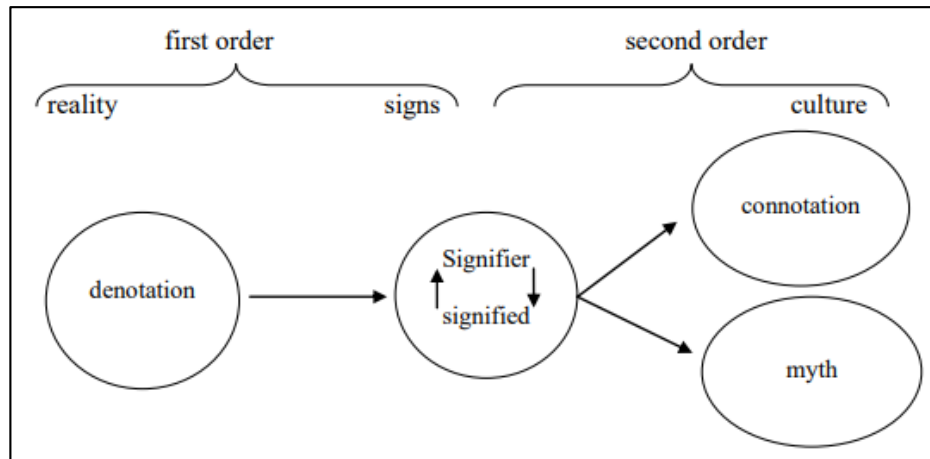 first order
second order
reality
signs
culture
denotation
Signifier
signified
connotation
myth